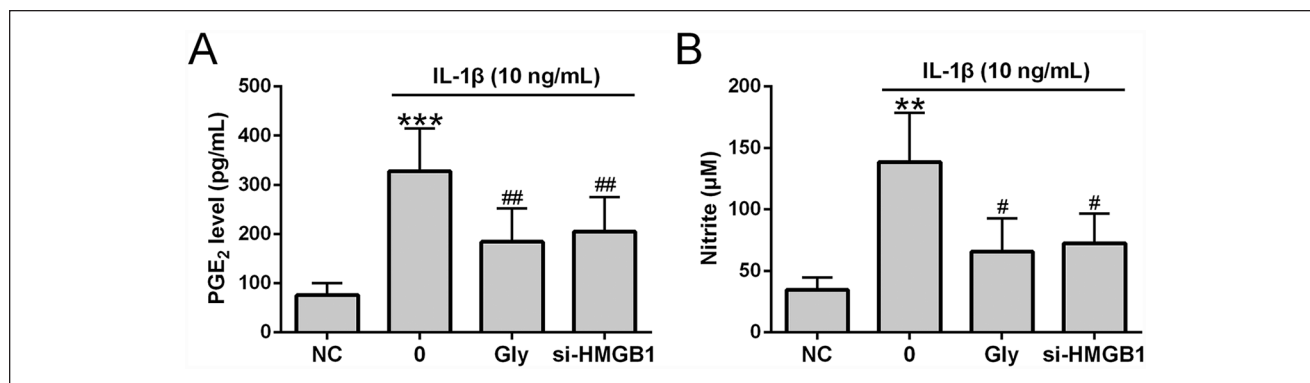 A
IL-1β (10 ng/mL)
PGE₂ level (pg/mL)
500
400
300
200
100
0
***
##
##
NC 0 Gly si-HMGB1
B
IL-1β (10 ng/mL)
Nitrite (μM)
200
150
100
50
0
**
#
#
NC 0 Gly si-HMGB1